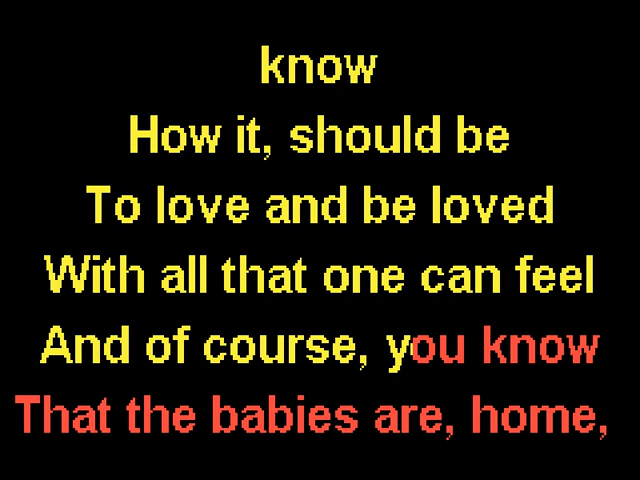 know
How it, should be
To love and be loved
With all that one can feel
And of course, you know
That the babies are, home,